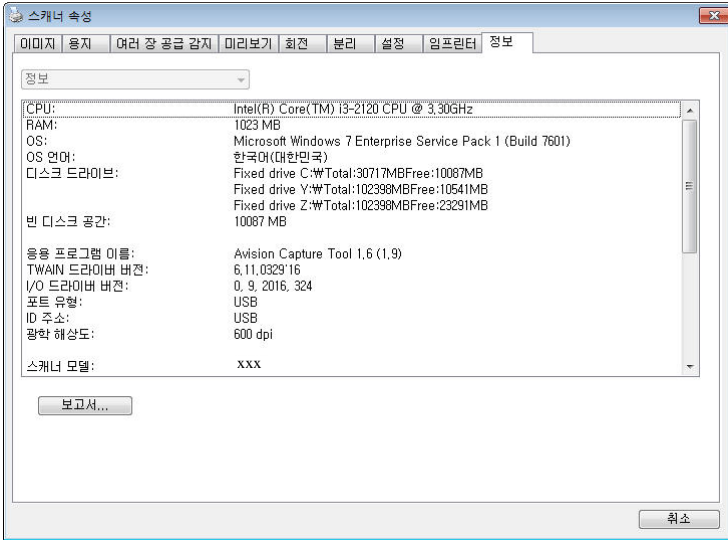 스캐너 속성
이미지 용지 여러 장 공급 감지 미리보기 회전 분리 설정 임프린터 정보
정보
CPU: Intel(R) Core(TM) i3-2120 CPU @ 3,30GHz
RAM: 1023 MB
OS: Microsoft Windows 7 Enterprise Service Pack 1 (Build 7601)
OS 언어: 한국어(대한민국)
디스크 드라이브: Fixed drive C:₩Total:30717MBFree:10087MB
Fixed drive Y:₩Total:102398MBFree:10541MB
Fixed drive Z:₩Total:102398MBFree:23291MB
빈 디스크 공간: 10087 MB
응용 프로그램 이름: Avision Capture Tool 1,6 (1,9)
TWAIN 드라이버 버전: 6,11,0329'16
I/O 드라이버 버전: 0, 9, 2016, 324
포트 유형: USB
ID 주소: USB
광학 해상도: 600 dpi
스캐너 모델: xxx
보고서...
취소